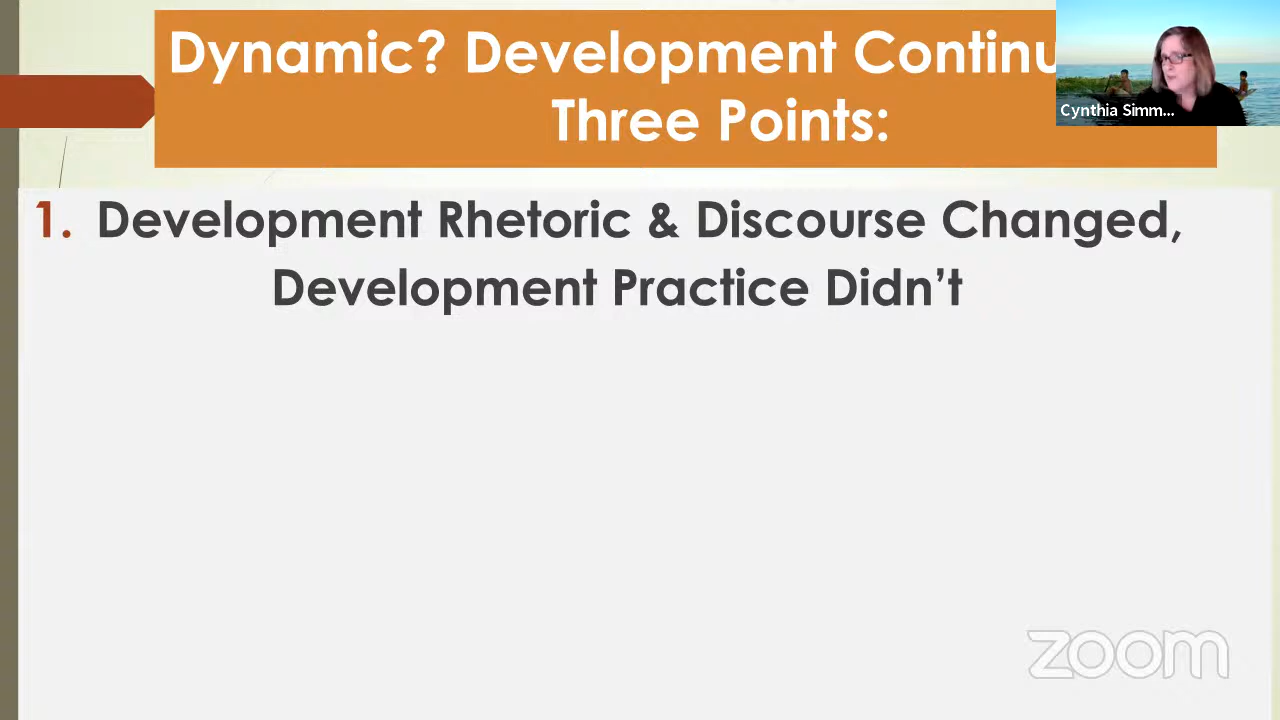 Dynamic? Development Continu
Three Points:
Cynthia Simm...
1. Development Rhetoric & Discourse Changed,
Development Practice Didn't
zoom